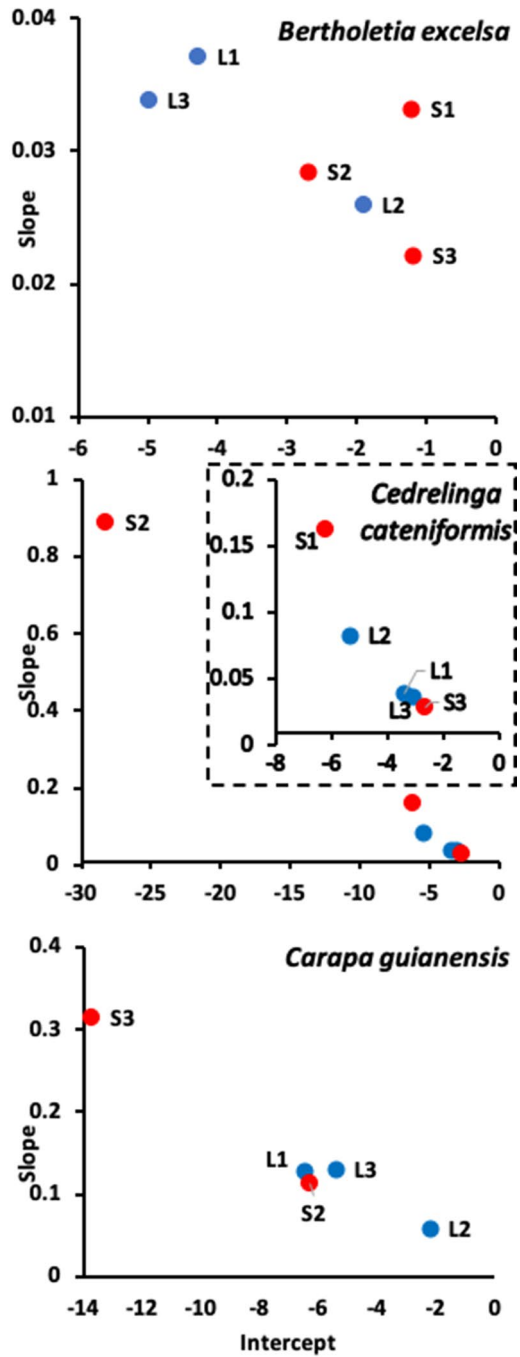 Bertholetia excelsa
0.04
L1
L3
S1
0.03
S2
L2
S3
Slope
0.02
0.01
-6 -5 -4 -3 -2 -1 0
1
S2
0.8
Slope
0.6
0.4
0.2
0
-30 -25 -20 -15 -10 -5 0
Cedrelinga
cateniformis
0.2
S1
0.15
0.1
L2
0.05
L1
L3
S3
0
-8 -6 -4 -2 0
Carapa guianensis
0.4
S3
0.3
Slope
0.2
L1
L3
0.1
S2
L2
0
-14 -12 -10 -8 -6 -4 -2 0
Intercept